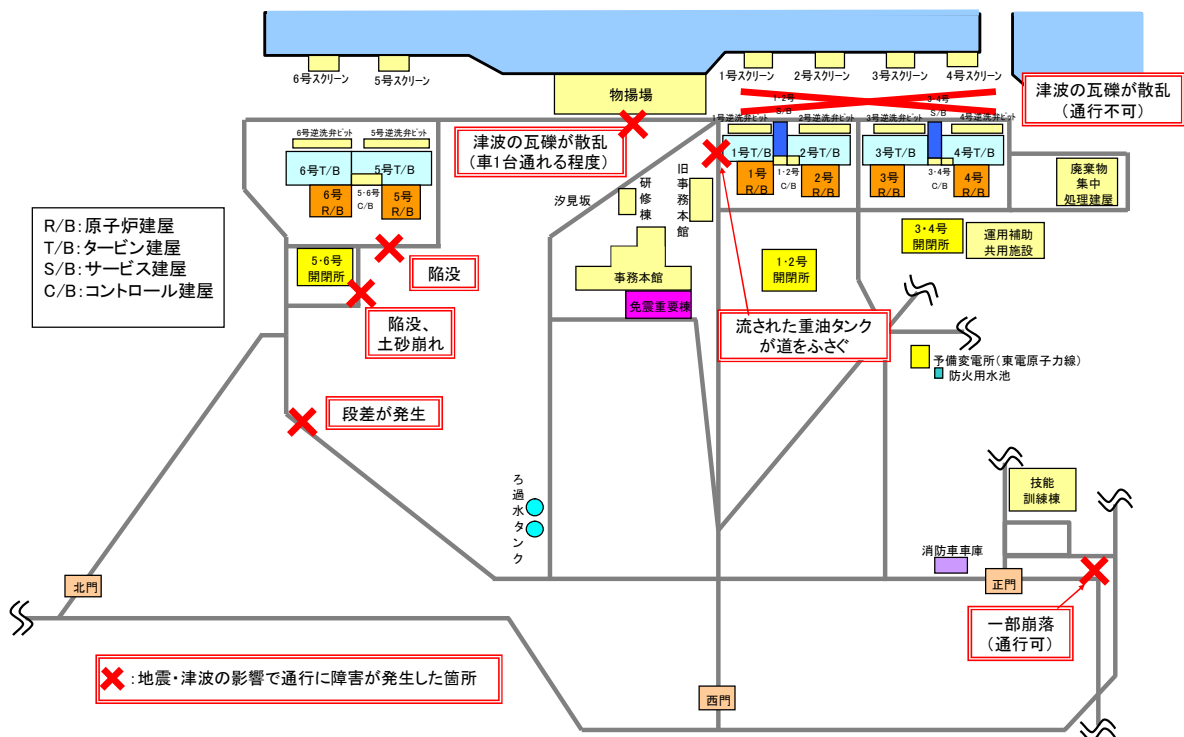 6号スクリーン
5号スクリーン
1号スクリーン
2号スクリーン
3号スクリーン
4号スクリーン
物揚場
津波の瓦礫が散乱
(通行不可)
1・2号
S/B
3・4号
S/B
津波の瓦礫が散乱
(車1台通れる程度)
6号逆洗弁ピット
5号逆洗弁ピット
1号逆洗弁ピット
2号逆洗弁ピット
3号逆洗弁ピット
4号逆洗弁ピット
6号T/B
5号T/B
1号T/B
2号T/B
3号T/B
4号T/B
6号
R/B
5・6号
C/B
5号
R/B
1号
R/B
1・2号
C/B
2号
R/B
3号
R/B
3・4号
C/B
4号
R/B
廃棄物
集中
処理建屋
汐見坂
研修棟
旧事務本館
R/B:原子炉建屋
T/B:タービン建屋
S/B:サービス建屋
C/B:コントロール建屋
5・6号
開閉所
陥没
陥没、
土砂崩れ
事務本館
免震重要棟
1・2号
開閉所
3・4号
開閉所
運用補助
共用施設
流された重油タンク
が道をふさぐ
予備変電所(東電原子力線)
防火用水池
段差が発生
ろ過水タンク
技能
訓練棟
消防車車庫
北門
正門
一部崩落
(通行可)
:地震・津波の影響で通行に障害が発生した箇所
西門